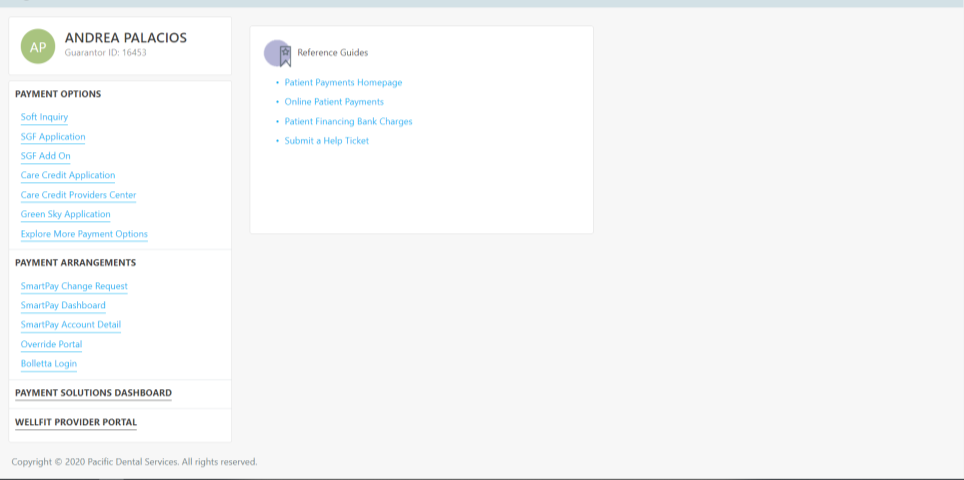 AP
ANDREA PALACIOS
Guarantor ID: 16453
PAYMENT OPTIONS
Soft Inquiry
SGF Application
SGF Add On
Care Credit Application
Care Credit Providers Center
Green Sky Application
Explore More Payment Options
PAYMENT ARRANGEMENTS
SmartPay Change Request
SmartPay Dashboard
SmartPay Account Detail
Override Portal
Bolletta Login
PAYMENT SOLUTIONS DASHBOARD
WELLFIT PROVIDER PORTAL
Reference Guides
• Patient Payments Homepage
• Online Patient Payments
• Patient Financing Bank Charges
• Submit a Help Ticket
Copyright © 2020 Pacific Dental Services. All rights reserved.